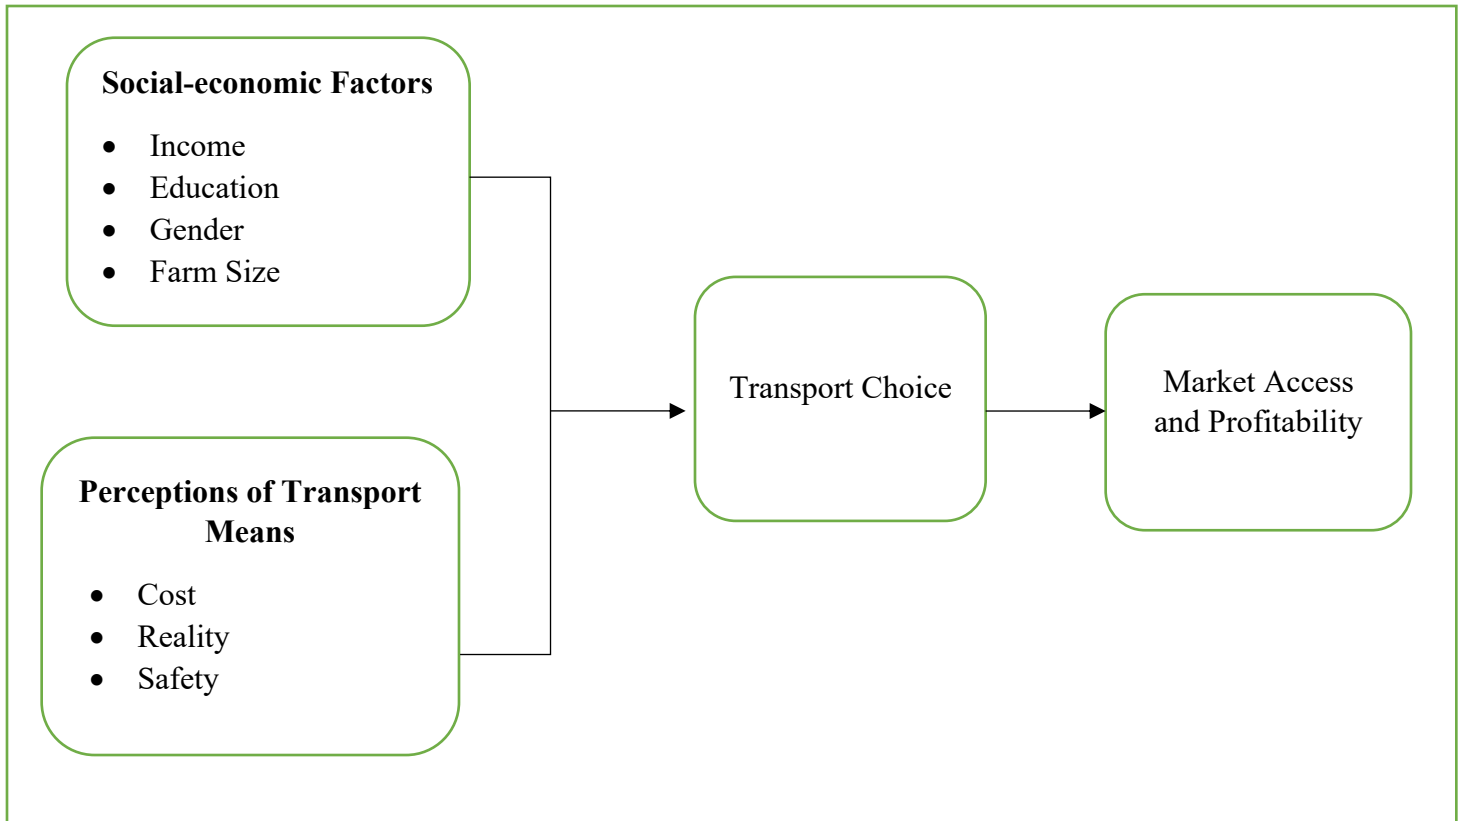 Social-economic Factors
• Income
• Education
• Gender
• Farm Size
Perceptions of Transport
Means
• Cost
• Reality
• Safety
Transport Choice
Market Access
and Profitability